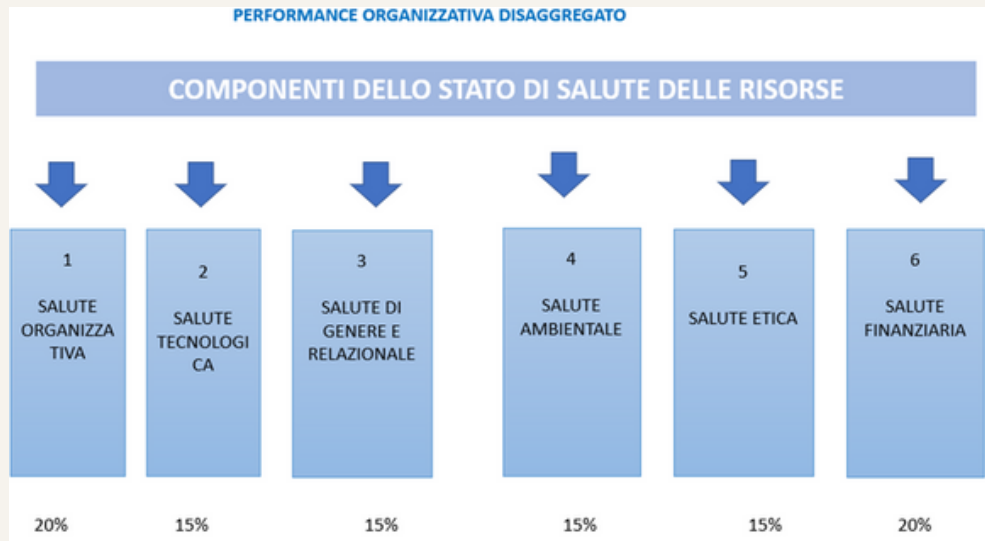 PERFORMANCE ORGANIZZATIVA DISAGGREGATO
COMPONENTI DELLO STATO DI SALUTE DELLE RISORSE
1
SALUTE
ORGANIZZA
TIVA
2
SALUTE
TECNOLOGI
CA
3
SALUTE DI
GENERE E
RELAZIONALE
4
SALUTE
AMBIENTALE
5
SALUTE ETICA
6
SALUTE
FINANZIARIA
20%
15%
15%
15%
15%
20%